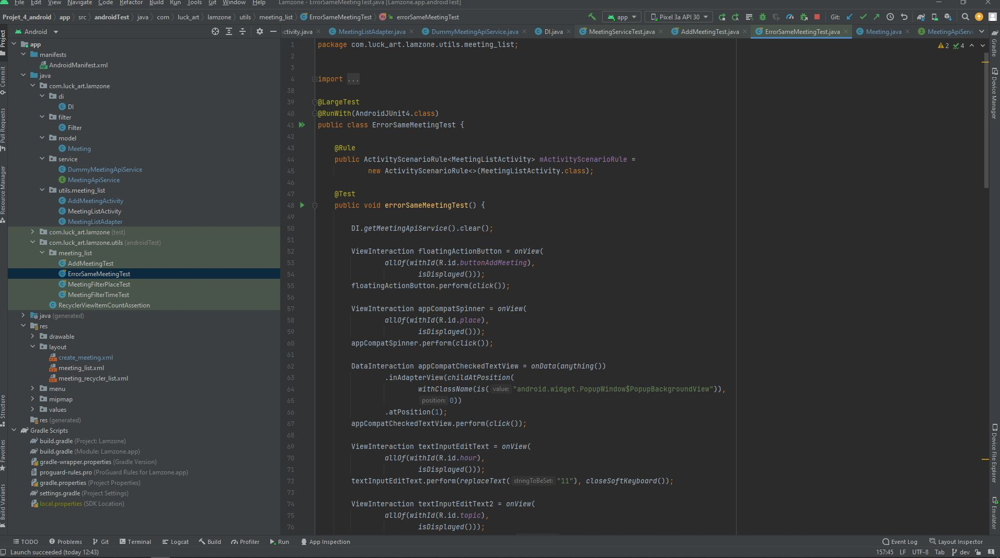 File Edit View Navigate Code Refactor Build Run Tools Git Window Help Lamzone - ErrorSameMeetingTest.java [Lamzone.app.androidTest]
Projet_4_android app src androidTest java com luck_art lamzone utils meeting_list ErrorSameMeetingTest errorSameMeetingTest app Pixel 3a API 30 Git:
Android
ctivity.java MeetingListAdapter.java DummyMeetingApiService.java DI.java MeetingServiceTest.java AddMeetingTest.java ErrorSameMeetingTest.java Meeting.java MeetingApiServi
Project
Commit
Pull Requests
Resource Manager
Structure
Favorites
Build Variants
app
manifests
AndroidManifest.xml
java
com.luck_art.lamzone
di
DI
filter
Filter
model
Meeting
service
DummyMeetingApiService
MeetingApiService
utils.meeting_list
AddMeetingActivity
MeetingListActivity
MeetingListAdapter
com.luck_art.lamzone (test)
com.luck_art.lamzone.utils (androidTest)
meeting_list
AddMeetingTest
ErrorSameMeetingTest
MeetingFilterPlaceTest
MeetingFilterTimeTest
RecyclerViewItemCountAssertion
java (generated)
res
drawable
layout
create_meeting.xml
meeting_list.xml
meeting_recycler_list.xml
menu
mipmap
values
res (generated)
Gradle Scripts
build.gradle (Project: Lamzone)
build.gradle (Module: Lamzone.app)
gradle-wrapper.properties (Gradle Version)
proguard-rules.pro (ProGuard Rules for Lamzone.app)
gradle.properties (Project Properties)
settings.gradle (Project Settings)
local.properties (SDK Location)
1 package com.luck_art.lamzone.utils.meeting_list;
2
3
4 import ...
38
39 @LargeTest
40 @RunWith(AndroidJUnit4.class)
41 public class ErrorSameMeetingTest {
42
43 @Rule
44 public ActivityScenarioRule<MeetingListActivity> mActivityScenarioRule =
45 new ActivityScenarioRule<>(MeetingListActivity.class);
46
47 @Test
48 public void errorSameMeetingTest() {
49
50 DI.getMeetingApiService().clear();
51
52 ViewInteraction floatingActionButton = onView(
53 allOf(withId(R.id.buttonAddMeeting),
54 isDisplayed()));
55 floatingActionButton.perform(click());
56
57 ViewInteraction appCompatSpinner = onView(
58 allOf(withId(R.id.place),
59 isDisplayed()));
60 appCompatSpinner.perform(click());
61
62 DataInteraction appCompatCheckedTextView = onData(anything())
63 .inAdapterView(childAtPosition(
64 withClassName(is( value: "android.widget.PopupWindow$PopupBackgroundView")),
65 position: 0))
66 .atPosition(1);
67 appCompatCheckedTextView.perform(click());
68
69 ViewInteraction textInputEditText = onView(
70 allOf(withId(R.id.hour),
71 isDisplayed()));
72 textInputEditText.perform(replaceText( stringToBeSet: "11"), closeSoftKeyboard());
73
74 ViewInteraction textInputEditText2 = onView(
75 allOf(withId(R.id.topic),
76 isDisplayed()));
2 4
Gradle
Device Manager
Device File Explorer
Emulator
TODO Problems Git Terminal Logcat Build Profiler Run App Inspection Event Log Layout Inspector
Launch succeeded (today 12:43) 157:45 LF UTF-8 Tab dev